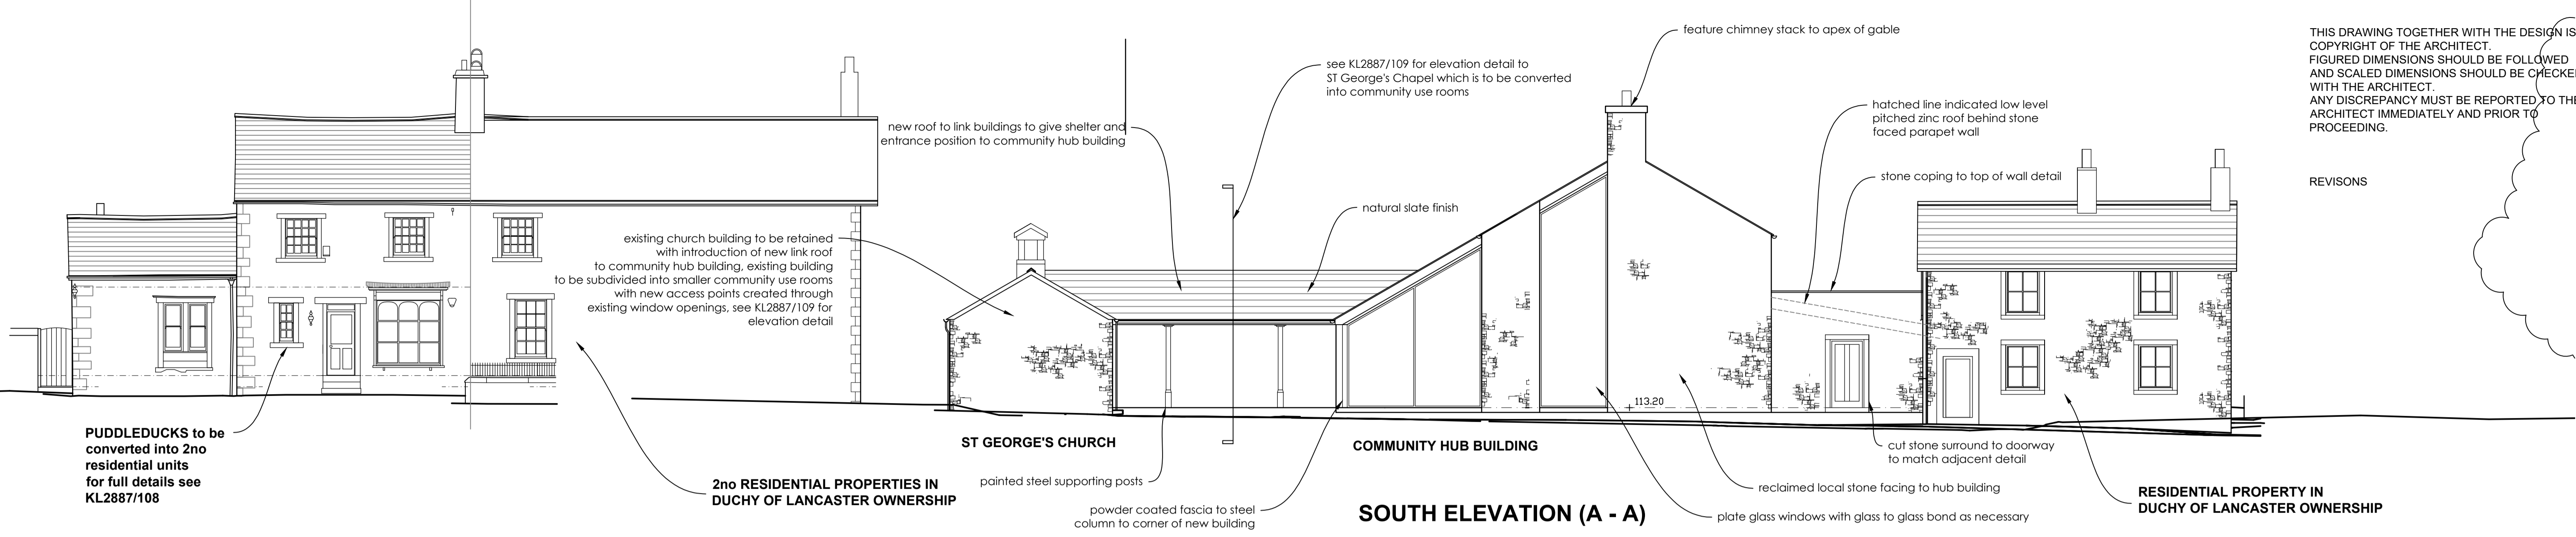 feature chimney stack to apex of gable
see KL2887/109 for elevation detail to
ST George's Chapel which is to be converted
into community use rooms
new roof to link buildings to give shelter and
entrance position to community hub building
hatched line indicated low level
pitched zinc roof behind stone
faced parapet wall
stone coping to top of wall detail
natural slate finish
existing church building to be retained
with introduction of new link roof
to community hub building, existing building
to be subdivided into smaller community use rooms
with new access points created through
existing window openings, see KL2887/109 for
elevation detail
113.20
PUDDLEDUCKS to be
converted into 2no
residential units
for full details see
KL2887/108
2no RESIDENTIAL PROPERTIES IN
DUCHY OF LANCASTER OWNERSHIP
ST GEORGE'S CHURCH
painted steel supporting posts
powder coated fascia to steel
column to corner of new building
COMMUNITY HUB BUILDING
SOUTH ELEVATION (A - A)
cut stone surround to doorway
to match adjacent detail
reclaimed local stone facing to hub building
plate glass windows with glass to glass bond as necessary
RESIDENTIAL PROPERTY IN
DUCHY OF LANCASTER OWNERSHIP
THIS DRAWING TOGETHER WITH THE DESIGN IS
COPYRIGHT OF THE ARCHITECT.
FIGURED DIMENSIONS SHOULD BE FOLLOWED
AND SCALED DIMENSIONS SHOULD BE CHECKE
WITH THE ARCHITECT.
ANY DISCREPANCY MUST BE REPORTED TO THE
ARCHITECT IMMEDIATELY AND PRIOR TO
PROCEEDING.
REVISONS